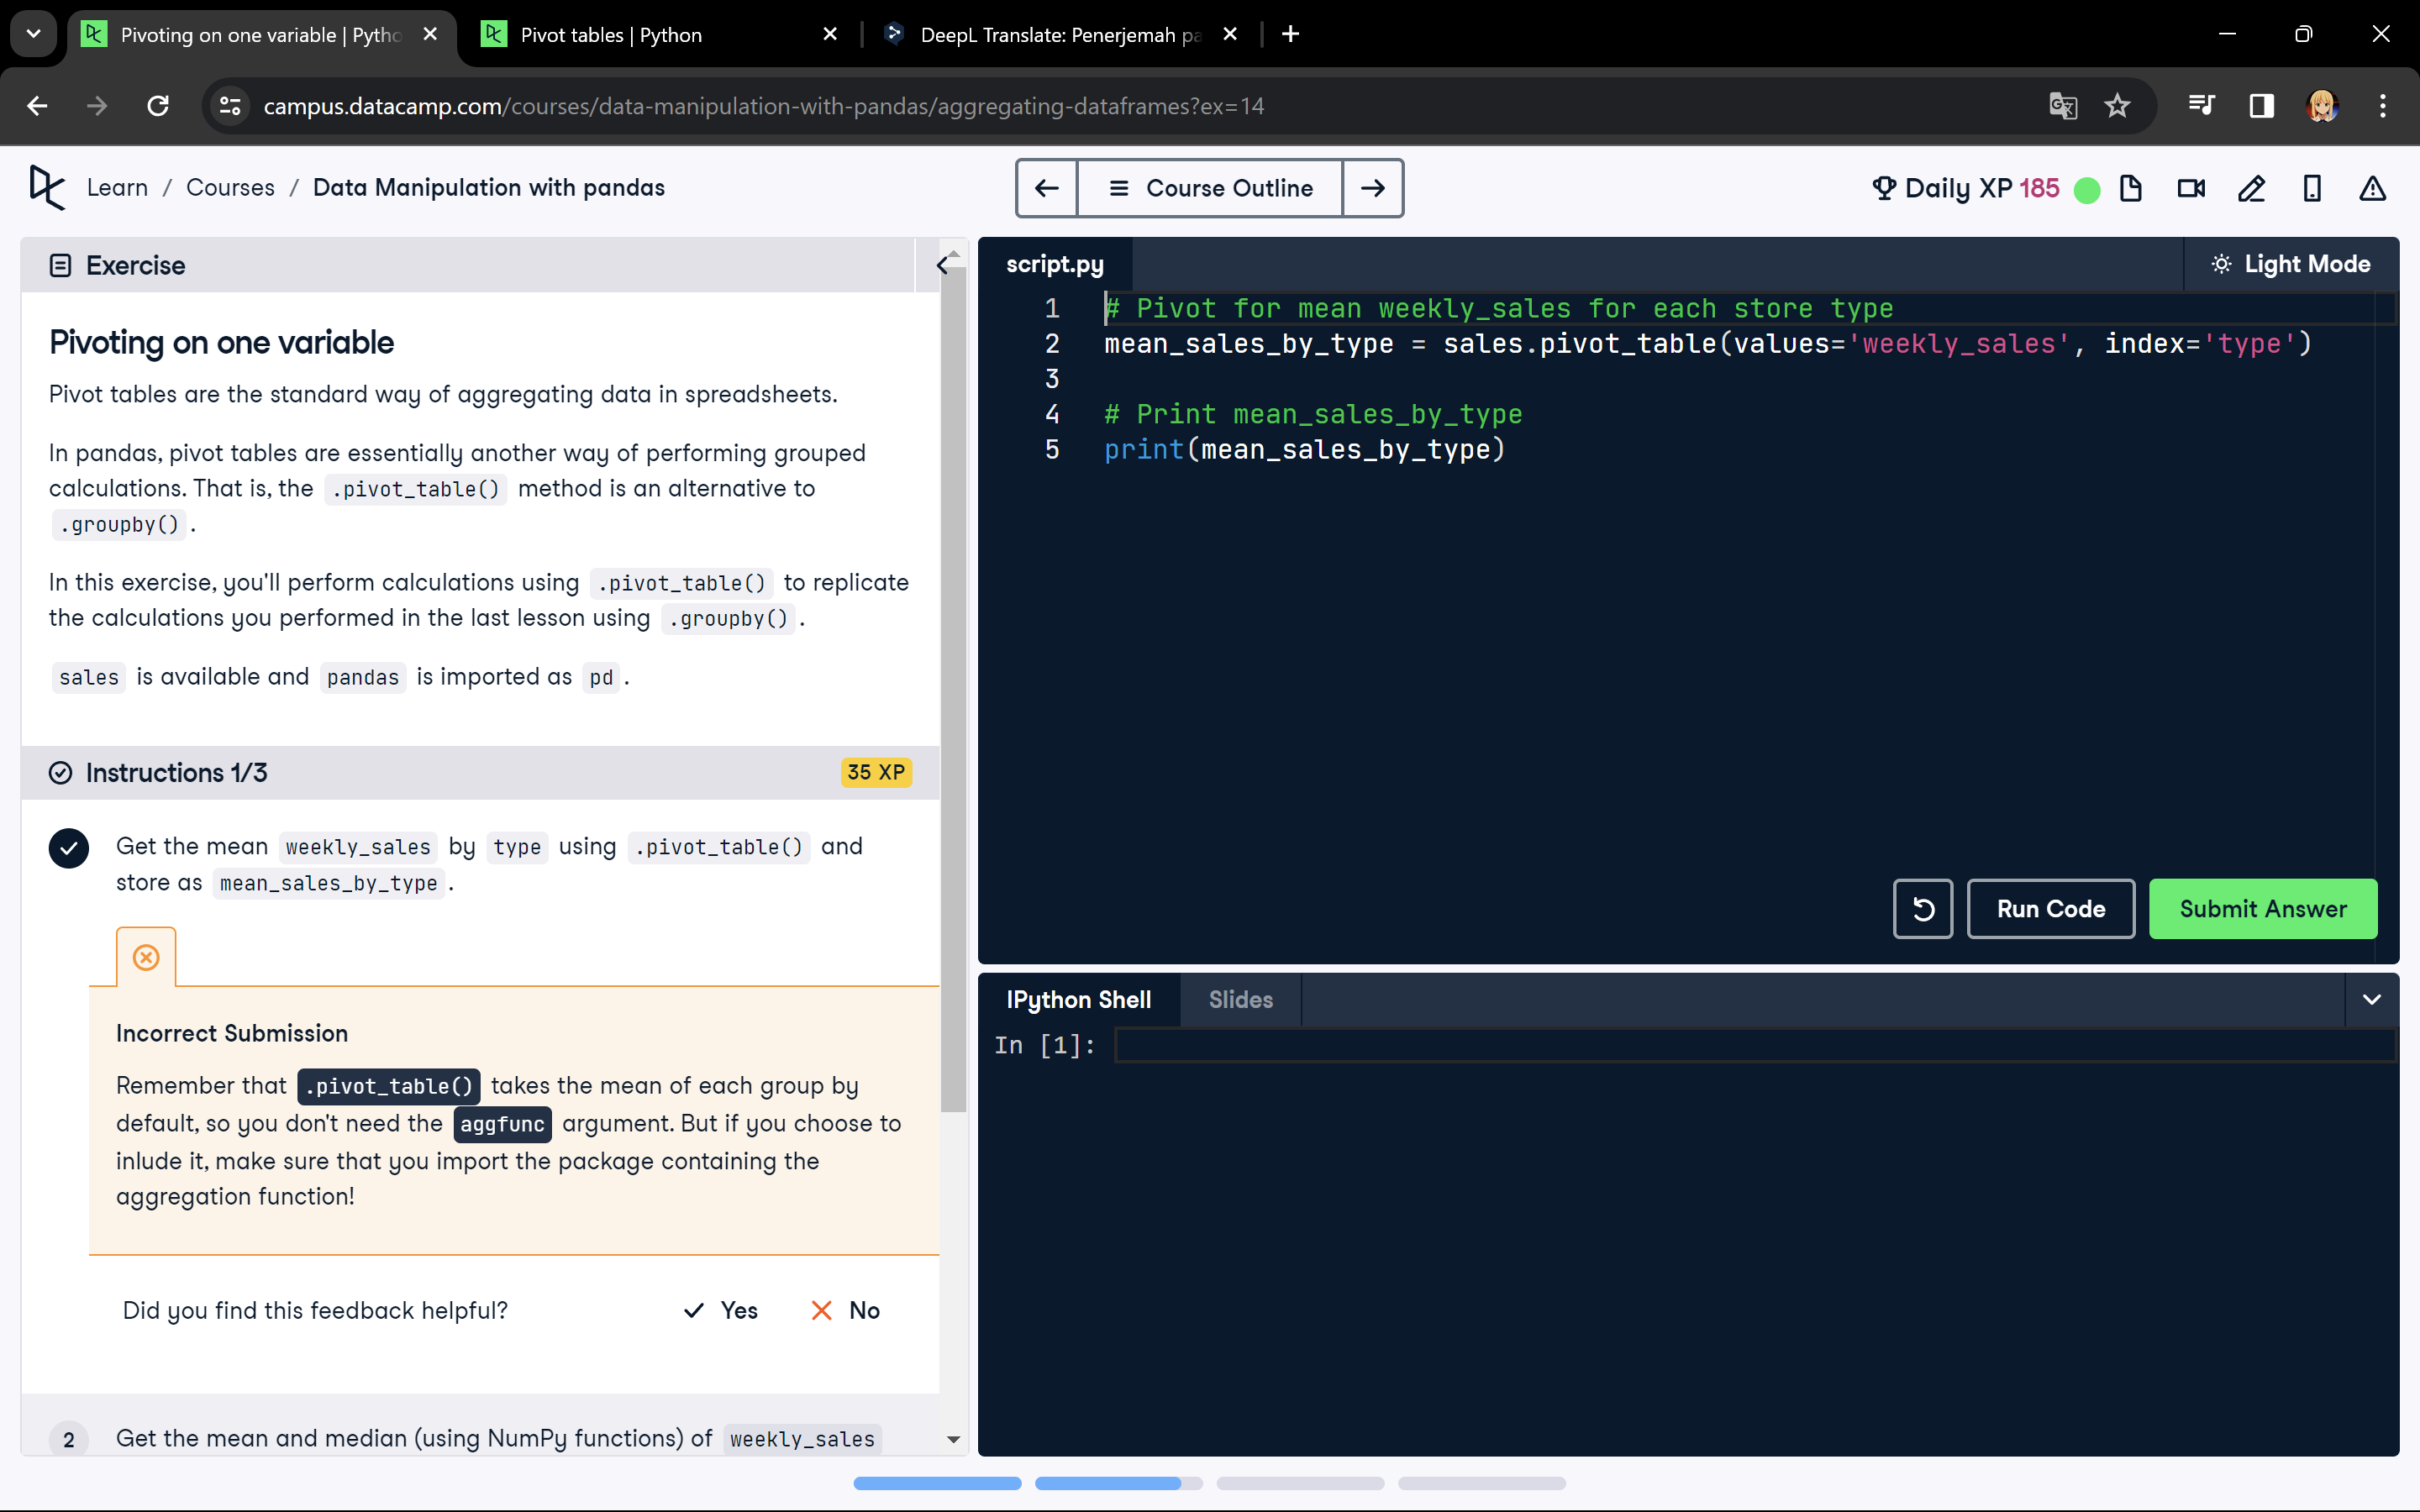 Pivoting on one variable | Pytho
Pivot tables | Python
DeepL Translate: Penerjemah pa
campus.datacamp.com/courses/data-manipulation-with-pandas/aggregating-dataframes?ex=14
Learn / Courses / Data Manipulation with pandas
Course Outline
Daily XP 185
Exercise
Pivoting on one variable
Pivot tables are the standard way of aggregating data in spreadsheets.
In pandas, pivot tables are essentially another way of performing grouped
calculations. That is, the .pivot_table() method is an alternative to
.groupby() .
In this exercise, you'll perform calculations using .pivot_table() to replicate
the calculations you performed in the last lesson using .groupby() .
sales is available and pandas is imported as pd .
Instructions 1/3
35 XP
Get the mean weekly_sales by type using .pivot_table() and
store as mean_sales_by_type .
Incorrect Submission
Remember that .pivot_table() takes the mean of each group by
default, so you don't need the aggfunc argument. But if you choose to
inlude it, make sure that you import the package containing the
aggregation function!
Did you find this feedback helpful?
Yes
No
2 Get the mean and median (using NumPy functions) of weekly_sales
script.py
Light Mode
1 # Pivot for mean weekly_sales for each store type
2 mean_sales_by_type = sales.pivot_table(values='weekly_sales', index='type')
3
4 # Print mean_sales_by_type
5 print(mean_sales_by_type)
Run Code
Submit Answer
IPython Shell
Slides
In [1]: